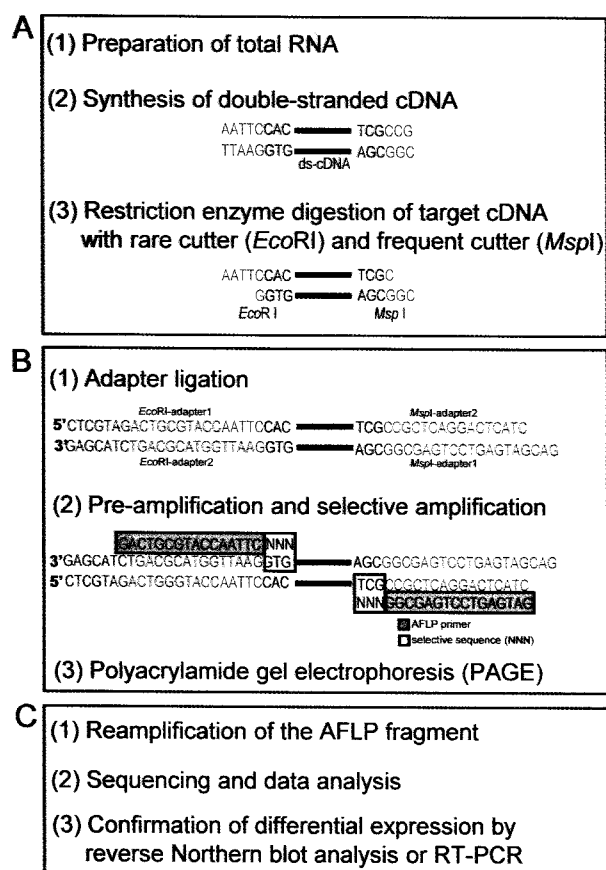 A
(1) Preparation of total RNA
(2) Synthesis of double-stranded cDNA
AATTCCAC TCGCCG
TTAAGGTG AGCGGC
ds-cDNA
(3) Restriction enzyme digestion of target cDNA
with rare cutter (EcoRI) and frequent cutter (MspI)
AATTCCAC TCGC
GGTG AGCGGC
EcoR I Msp I
B
(1) Adapter ligation
EcoRI-adapter1 MspI-adapter2
5'CTCGTAGACTGCGTACCAATTCCAC TCGCCGCTCAGGACTCATC
3'GAGCATCTGACGCATGGTTAAGGTG AGCGGCGAGTCCTGAGTAGCAG
EcoRI-adapter2 MspI-adapter1
(2) Pre-amplification and selective amplification
GACTGCGTACCAATTCNNN
3'GAGCATCTGACGCATGGTTAAGGTG AGCGGCGAGTCCTGAGTAGCAG
5'CTCGTAGACTGGGTACCAATTCCAC TCGCCGCTCAGGACTCATC
NNNGGCGAGTCCTGAGTAG
AFLP primer
selective sequence (NNN)
(3) Polyacrylamide gel electrophoresis (PAGE)
C
(1) Reamplification of the AFLP fragment
(2) Sequencing and data analysis
(3) Confirmation of differential expression by
reverse Northern blot analysis or RT-PCR